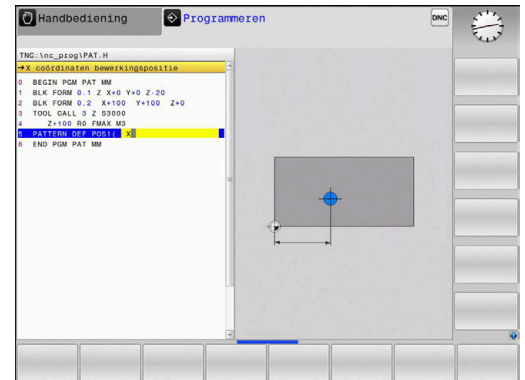 Handbediening
Programmeren
DNC
TNC:\nc_prog\PAT.H
→X coördinaten bewerkingspositie
0 BEGIN PGM PAT MM
1 BLK FORM 0.1 Z X+0 Y+0 Z-20
2 BLK FORM 0.2 X+100 Y+100 Z+0
3 TOOL CALL 3 Z S3000
4 Z+100 R0 FMAX M3
5 PATTERN DEF POS1( X
6 END PGM PAT MM